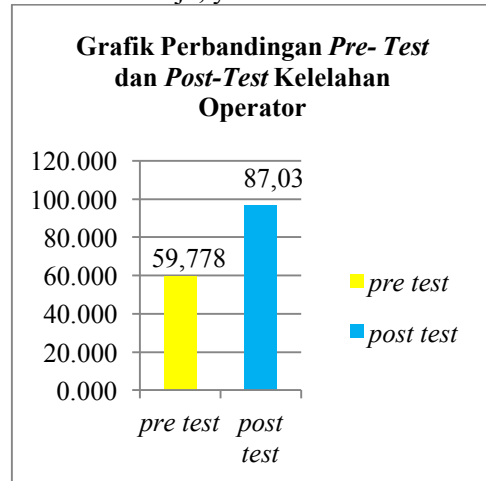 Grafik Perbandingan Pre- Test
dan Post-Test Kelelahan
Operator
120.000
100.000
80.000
60.000
40.000
20.000
0.000
59,778
87,03
pre test
post
test
pre test
post test